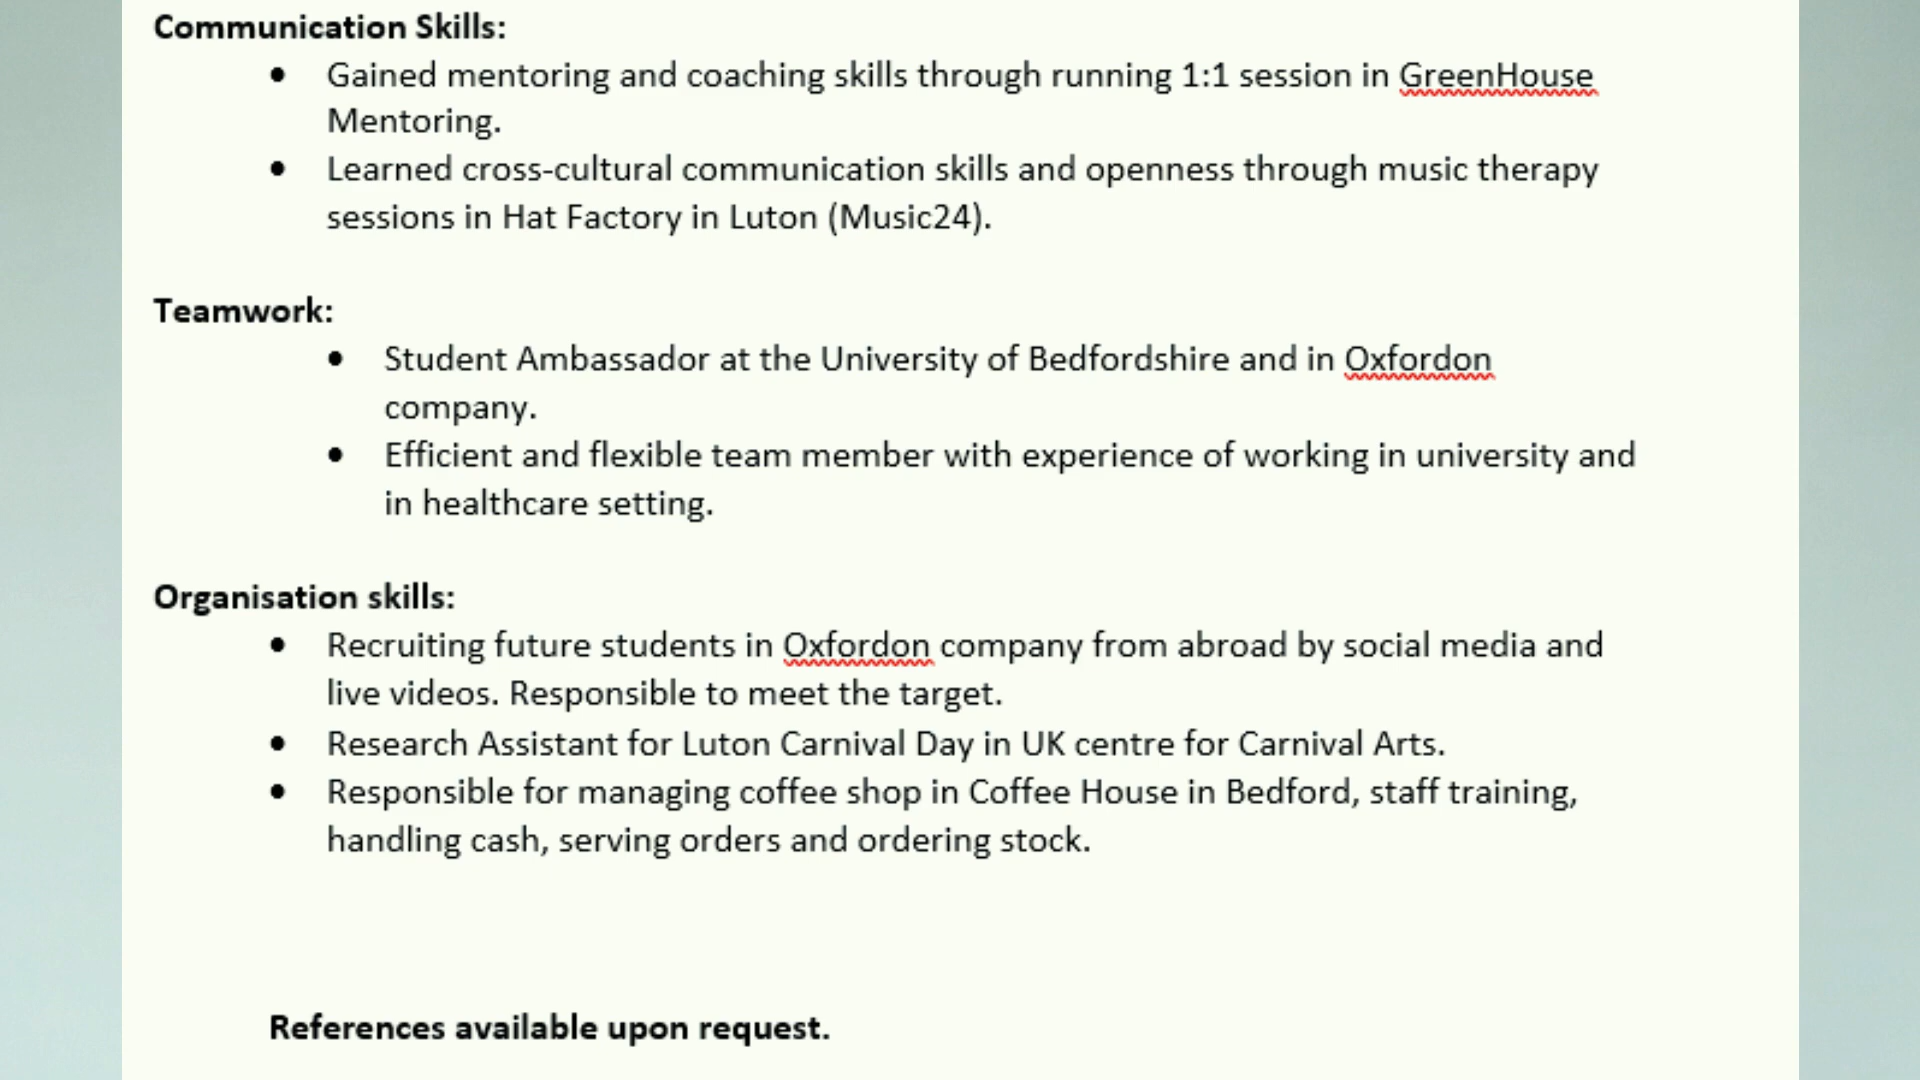 Communication Skills:
• Gained mentoring and coaching skills through running 1:1 session in GreenHouse
Mentoring.
• Learned cross-cultural communication skills and openness through music therapy
sessions in Hat Factory in Luton (Music24).
Teamwork:
• Student Ambassador at the University of Bedfordshire and in Oxfordon
company.
• Efficient and flexible team member with experience of working in university and
in healthcare setting.
Organisation skills:
• Recruiting future students in Oxfordon company from abroad by social media and
live videos. Responsible to meet the target.
• Research Assistant for Luton Carnival Day in UK centre for Carnival Arts.
• Responsible for managing coffee shop in Coffee House in Bedford, staff training,
handling cash, serving orders and ordering stock.
References available upon request.